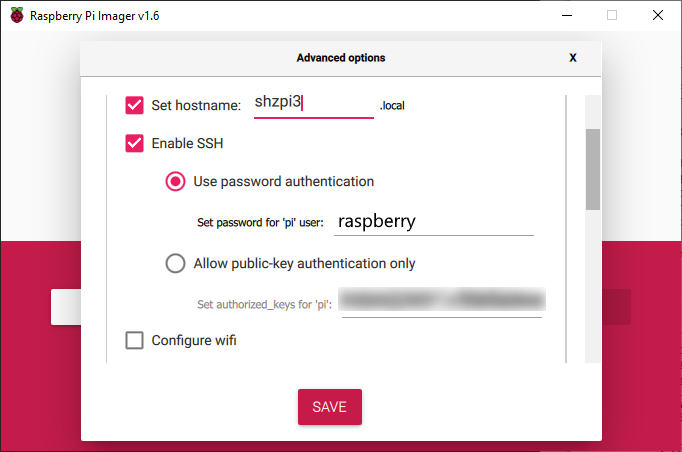 Raspberry Pi Imager v1.6
Advanced options
X
Set hostname: shzpi3 .local
Enable SSH
Use password authentication
Set password for 'pi' user: raspberry
Allow public-key authentication only
Set authorized_keys for 'pi':
Configure wifi
SAVE